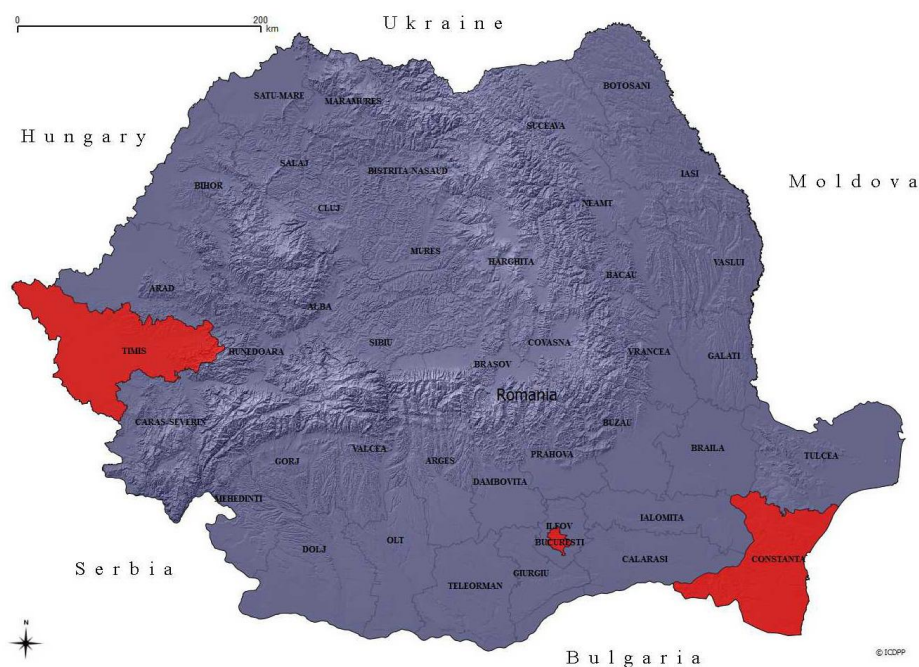 0 200
km
Ukraine
BOTOSANI
SATU-MARE
MARAMURES
SUCEAVA
Hungary
SALAJ
BISTRITA-NASAUD
IASI
Moldova
BIHOR
CLUJ
NEAMT
MURES
HARGHITA
VASLUI
BACAU
ARAD
ALBA
TIMIS
HUNEDOARA
SIBIU
COVASNA
VRANCEA
GALATI
BRASOV
Romania
CARAS-SEVERIN
BUZAU
VALCEA
BRAILA
GORJ
ARGES
PRAHOVA
TULCEA
DAMBOVITA
MEHEDINTI
IALOMITA
ILFOV
OLT
BUCURESTI
DOLJ
CALARASI
CONSTANTA
Serbia
GIURGIU
TELEORMAN
N
Bulgaria
© ICDPP